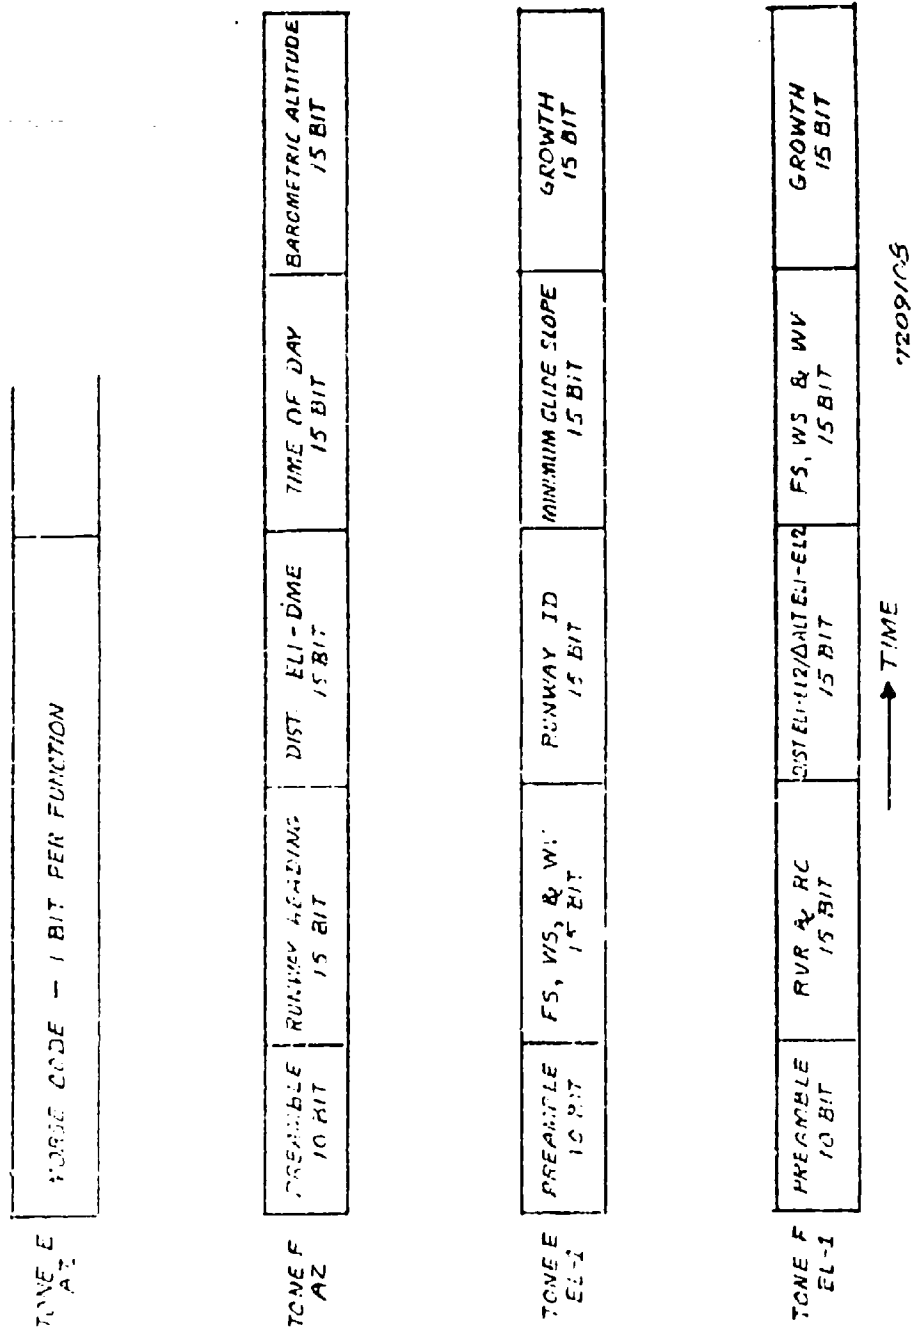 TONE E
AZ
MORSE CODE - 1 BIT PER FUNCTION
TONE F
AZ
PREAMBLE
10 BIT
RUNWAY HEADING
15 BIT
DIST. EL1-DME
15 BIT
TIME OF DAY
15 BIT
BAROMETRIC ALTITUDE
15 BIT
TONE E
EL-1
PREAMBLE
10 BIT
FS, WS, &
15 BIT
RUNWAY ID
15 BIT
MINIMUM GLIDE SLOPE
15 BIT
GROWTH
15 BIT
TONE F
EL-1
PREAMBLE
10 BIT
RVR & RC
15 BIT
DIST EL1-EL2/ΔALT EL1-EL2
15 BIT
FS, WS & WV
15 BIT
GROWTH
15 BIT
TIME